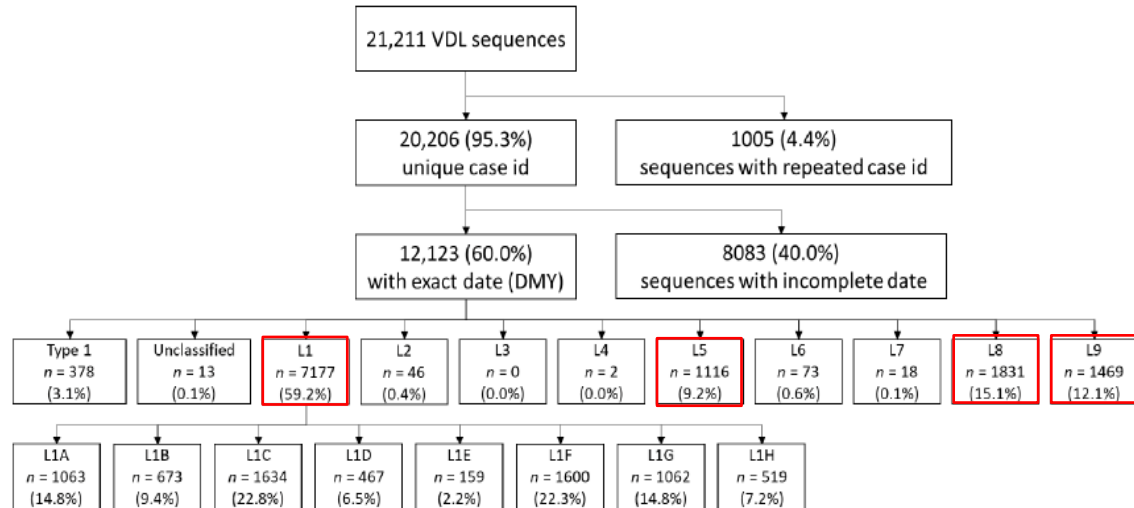 21,211 VDL sequences
20,206 (95.3%)
unique case id
1005 (4.4%)
sequences with repeated case id
12,123 (60.0%)
with exact date (DMY)
8083 (40.0%)
sequences with incomplete date
Type 1
n = 378
(3.1%)
Unclassified
n = 13
(0.1%)
L1
n = 7177
(59.2%)
L2
n = 46
(0.4%)
L3
n = 0
(0.0%)
L4
n = 2
(0.0%)
L5
n = 1116
(9.2%)
L6
n = 73
(0.6%)
L7
n = 18
(0.1%)
L8
n = 1831
(15.1%)
L9
n = 1469
(12.1%)
L1A
n = 1063
(14.8%)
L1B
n = 673
(9.4%)
L1C
n = 1634
(22.8%)
L1D
n = 467
(6.5%)
L1E
n = 159
(2.2%)
L1F
n = 1600
(22.3%)
L1G
n = 1062
(14.8%)
L1H
n = 519
(7.2%)